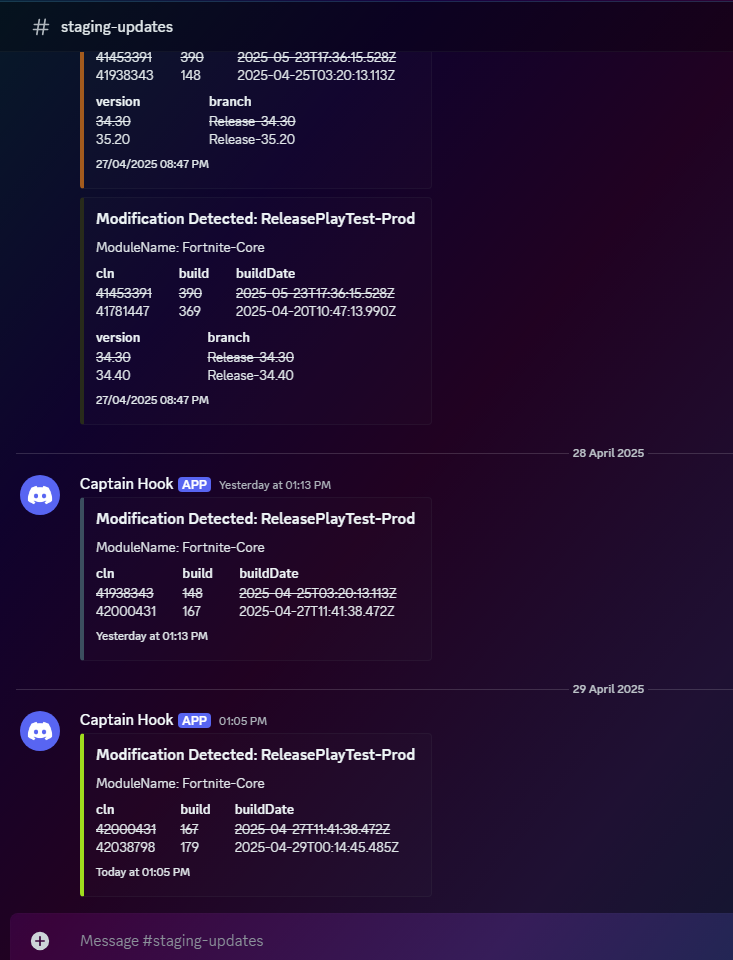 # staging-updates
41453391 390 2025-05-23T17:36:15.528Z
41938343 148 2025-04-25T03:20:13.113Z
version branch
34.30 Release-34.30
35.20 Release-35.20
27/04/2025 08:47 PM
Modification Detected: ReleasePlayTest-Prod
ModuleName: Fortnite-Core
cln build buildDate
41453391 390 2025-05-23T17:36:15.528Z
41781447 369 2025-04-20T10:47:13.990Z
version branch
34.30 Release-34.30
34.40 Release-34.40
27/04/2025 08:47 PM
28 April 2025
Captain Hook APP Yesterday at 01:13 PM
Modification Detected: ReleasePlayTest-Prod
ModuleName: Fortnite-Core
cln build buildDate
41938343 148 2025-04-25T03:20:13.113Z
42000431 167 2025-04-27T11:41:38.472Z
Yesterday at 01:13 PM
29 April 2025
Captain Hook APP 01:05 PM
Modification Detected: ReleasePlayTest-Prod
ModuleName: Fortnite-Core
cln build buildDate
42000431 167 2025-04-27T11:41:38.472Z
42038798 179 2025-04-29T00:14:45.485Z
Today at 01:05 PM
Message #staging-updates